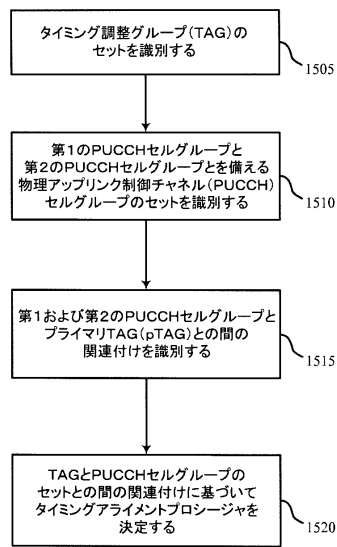 タイミング調整グループ(TAG)の
セットを識別する
1505
第1のPUCCHセルグループと
第2のPUCCHセルグループとを備える
物理アップリンク制御チャネル(PUCCH)
セルグループのセットを識別する
1510
第1および第2のPUCCHセルグループと
プライマリTAG(pTAG)との間の
関連付けを識別する
1515
TAGとPUCCHセルグループの
セットとの間の関連付けに基づいて
タイミングアライメントプロシージャを
決定する
1520